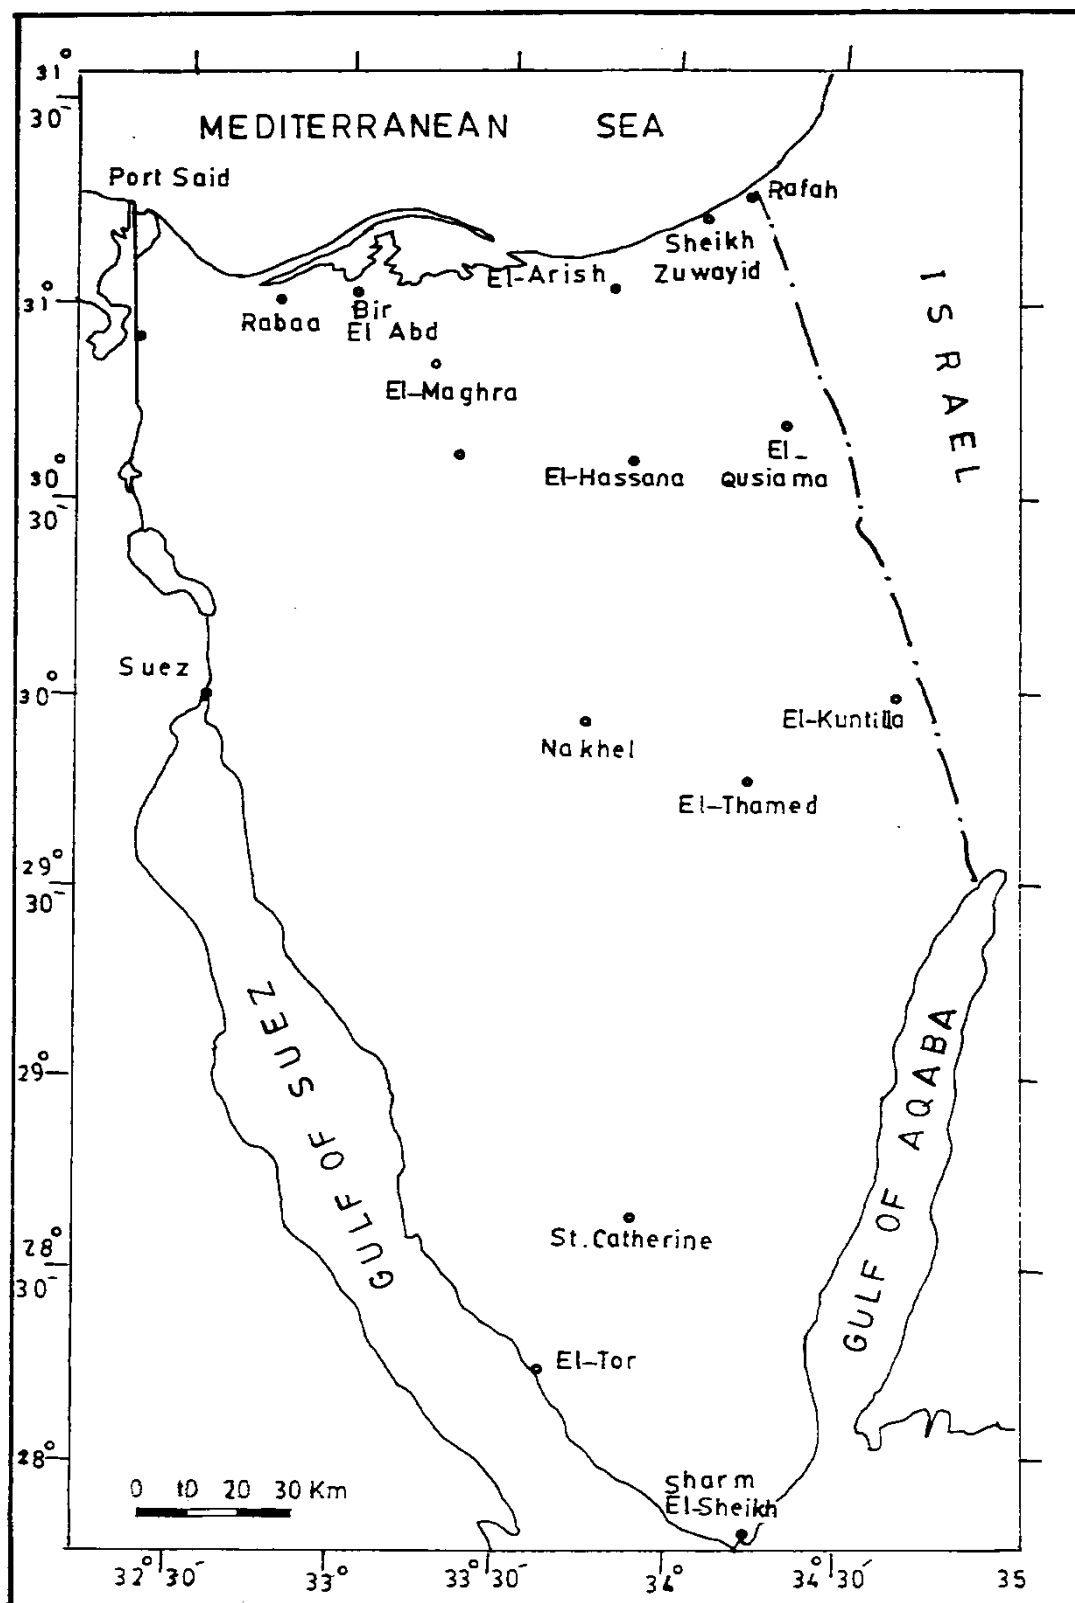 31°
30-
MEDITERRANEAN SEA
Port Said
Rafah
Sheikh
Zuwayid
El-Arish
31°
Rabaa
Bir
El Abd
ISRAEL
El-Maghra
El-Hassana
El-
Qusiama
30°
30-
Suez
30°
El-Kuntilla
Nakhel
El-Thamed
29°
30-
GULF OF SUEZ
GULF OF AQABA
29°
St. Catherine
28°
30-
El-Tor
28°
0 10 20 30 Km
Sharm
El-Sheikh
32°30- 33° 33°30- 34° 34°30- 35